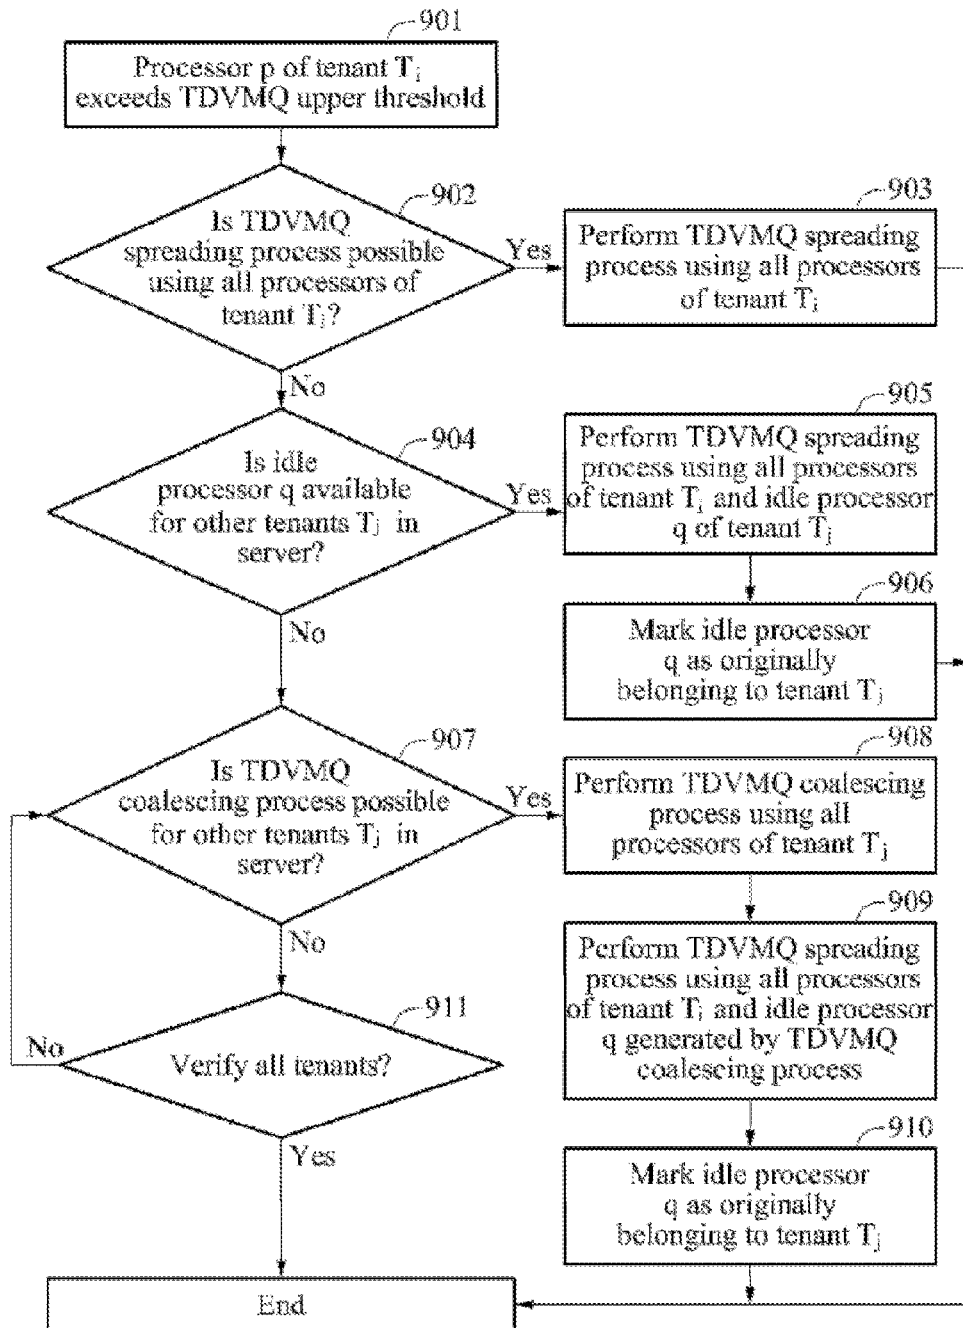 901
Processor p of tenant Ti
exceeds TDVMQ upper threshold
902
Is TDVMQ
spreading process possible
using all processors of
tenant Ti?
Yes
903
Perform TDVMQ spreading
process using all processors
of tenant Ti
No
904
Is idle
processor q available
for other tenants Tj in
server?
Yes
905
Perform TDVMQ spreading
process using all processors
of tenant Ti and idle processor
q of tenant Tj
906
Mark idle processor
q as originally
belonging to tenant Tj
No
907
Is TDVMQ
coalescing process possible
for other tenants Tj in
server?
Yes
908
Perform TDVMQ coalescing
process using all
processors of tenant Tj
909
Perform TDVMQ spreading
process using all processors
of tenant Ti and idle processor
q generated by TDVMQ
coalescing process
No
911
Verify all tenants?
No
Yes
910
Mark idle processor
q as originally
belonging to tenant Tj
End